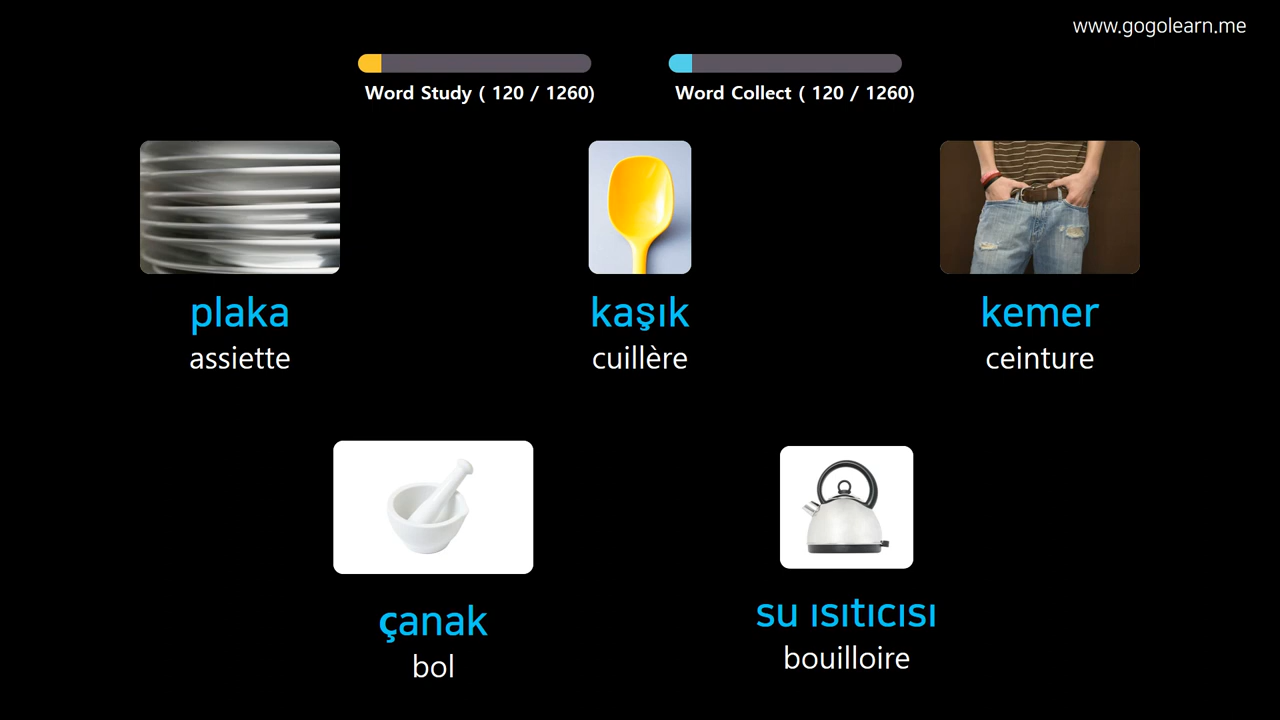 www.gogolearn.me
Word Study ( 120 / 1260)
Word Collect ( 120 / 1260)
plaka
assiette
kaşık
cuillère
kemer
ceinture
çanak
bol
su ısıtıcısı
bouilloire